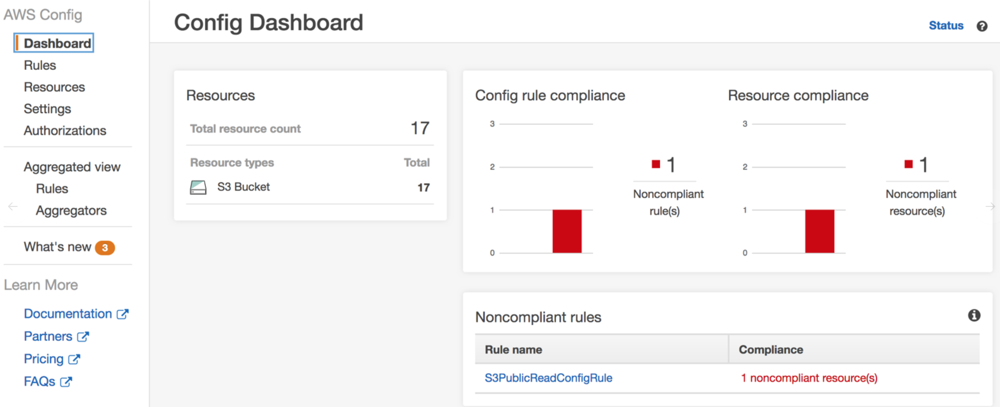 AWS Config
Dashboard
Rules
Resources
Settings
Authorizations
Aggregated view
Rules
Aggregators
What's new 3
Learn More
Documentation
Partners
Pricing
FAQs
Config Dashboard
Status
Resources
Total resource count 17
Resource types Total
S3 Bucket 17
Config rule compliance
3
2
1
0
1
Noncompliant
rule(s)
Resource compliance
3
2
1
0
1
Noncompliant
resource(s)
Noncompliant rules
Rule name Compliance
S3PublicReadConfigRule 1 noncompliant resource(s)